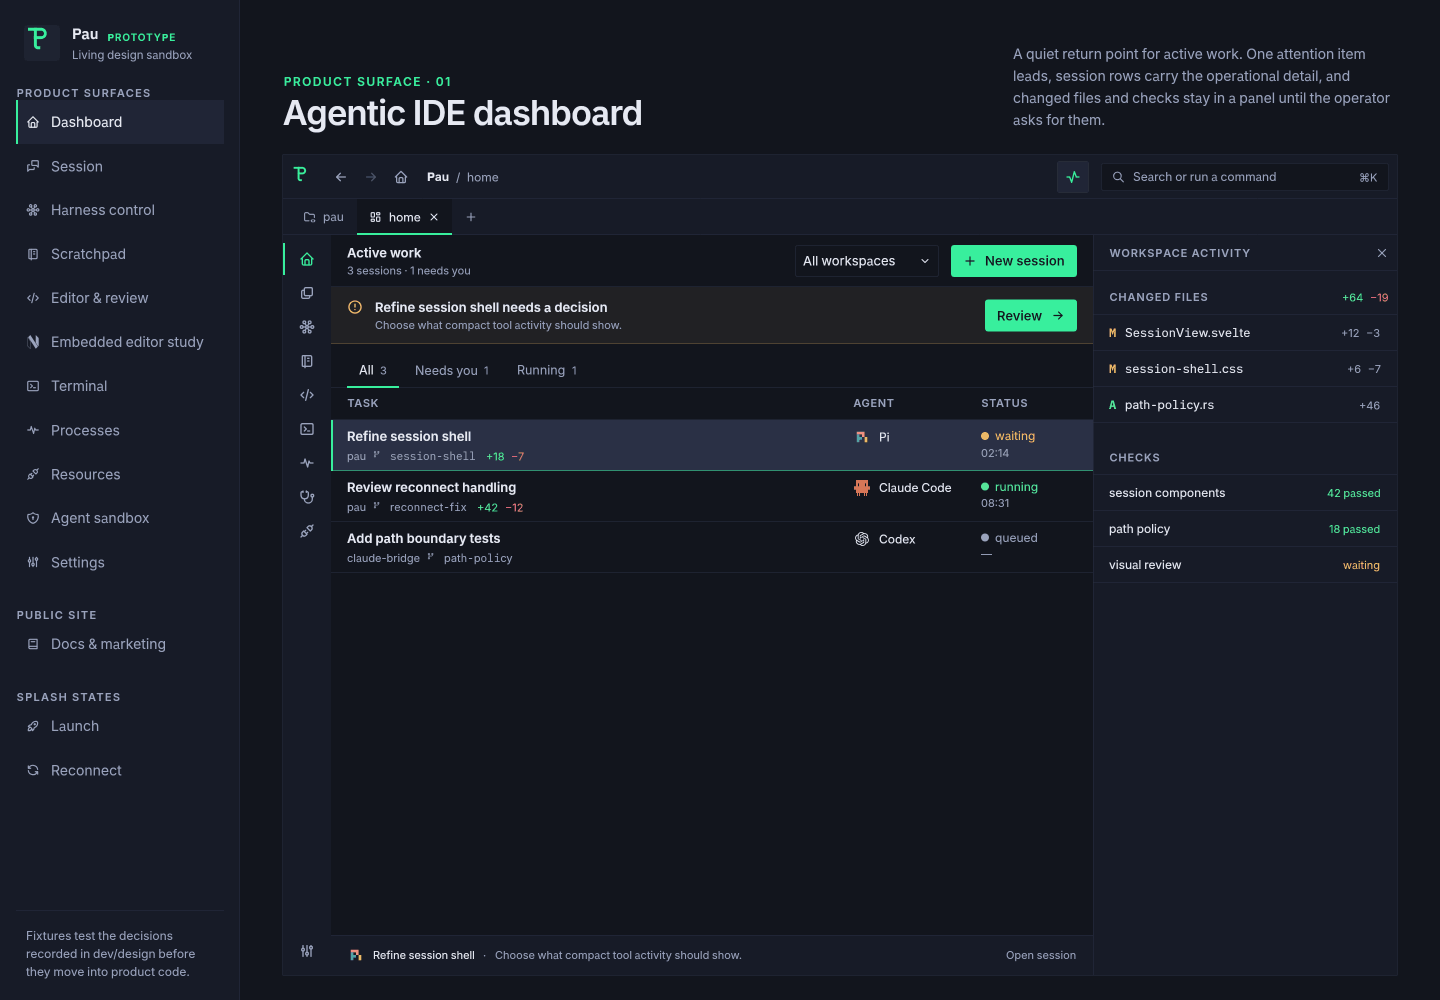 Pau PROTOTYPE
Living design sandbox
PRODUCT SURFACES
Dashboard
Session
Harness control
Scratchpad
Editor & review
Embedded editor study
Terminal
Processes
Resources
Agent sandbox
Settings
PUBLIC SITE
Docs & marketing
SPLASH STATES
Launch
Reconnect
Fixtures test the decisions
recorded in dev/design before
they move into product code.
PRODUCT SURFACE · 01
Agentic IDE dashboard
A quiet return point for active work. One attention item
leads, session rows carry the operational detail, and
changed files and checks stay in a panel until the operator
asks for them.
Pau / home
Search or run a command ⌘K
pau
home
Active work
3 sessions · 1 needs you
All workspaces
New session
Refine session shell needs a decision
Choose what compact tool activity should show.
Review
All 3 Needs you 1 Running 1
TASK AGENT STATUS
Refine session shell Pi waiting
pau session-shell +18 −7 02:14
Review reconnect handling Claude Code running
pau reconnect-fix +42 −12 08:31
Add path boundary tests Codex queued
claude-bridge path-policy —
Refine session shell · Choose what compact tool activity should show. Open session
WORKSPACE ACTIVITY
CHANGED FILES +64 −19
M SessionView.svelte +12 −3
M session-shell.css +6 −7
A path-policy.rs +46
CHECKS
session components 42 passed
path policy 18 passed
visual review waiting